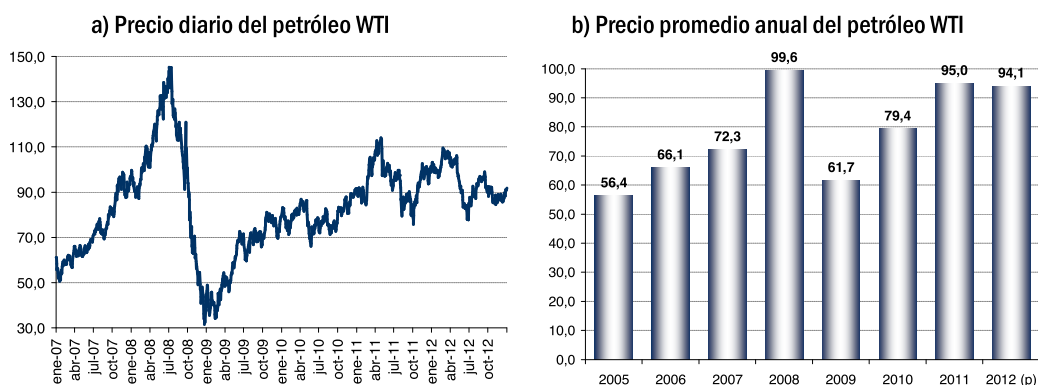 a) Precio diario del petróleo WTI
150,0
130,0
110,0
90,0
70,0
50,0
30,0
ene-07
abr-07
jul-07
oct-07
ene-08
abr-08
jul-08
oct-08
ene-09
abr-09
jul-09
oct-09
ene-10
abr-10
jul-10
oct-10
ene-11
abr-11
jul-11
oct-11
ene-12
abr-12
jul-12
oct-12
b) Precio promedio anual del petróleo WTI
100,0
90,0
80,0
70,0
60,0
50,0
40,0
30,0
20,0
10,0
0,0
56,4
66,1
72,3
99,6
61,7
79,4
95,0
94,1
2005
2006
2007
2008
2009
2010
2011
2012 (p)